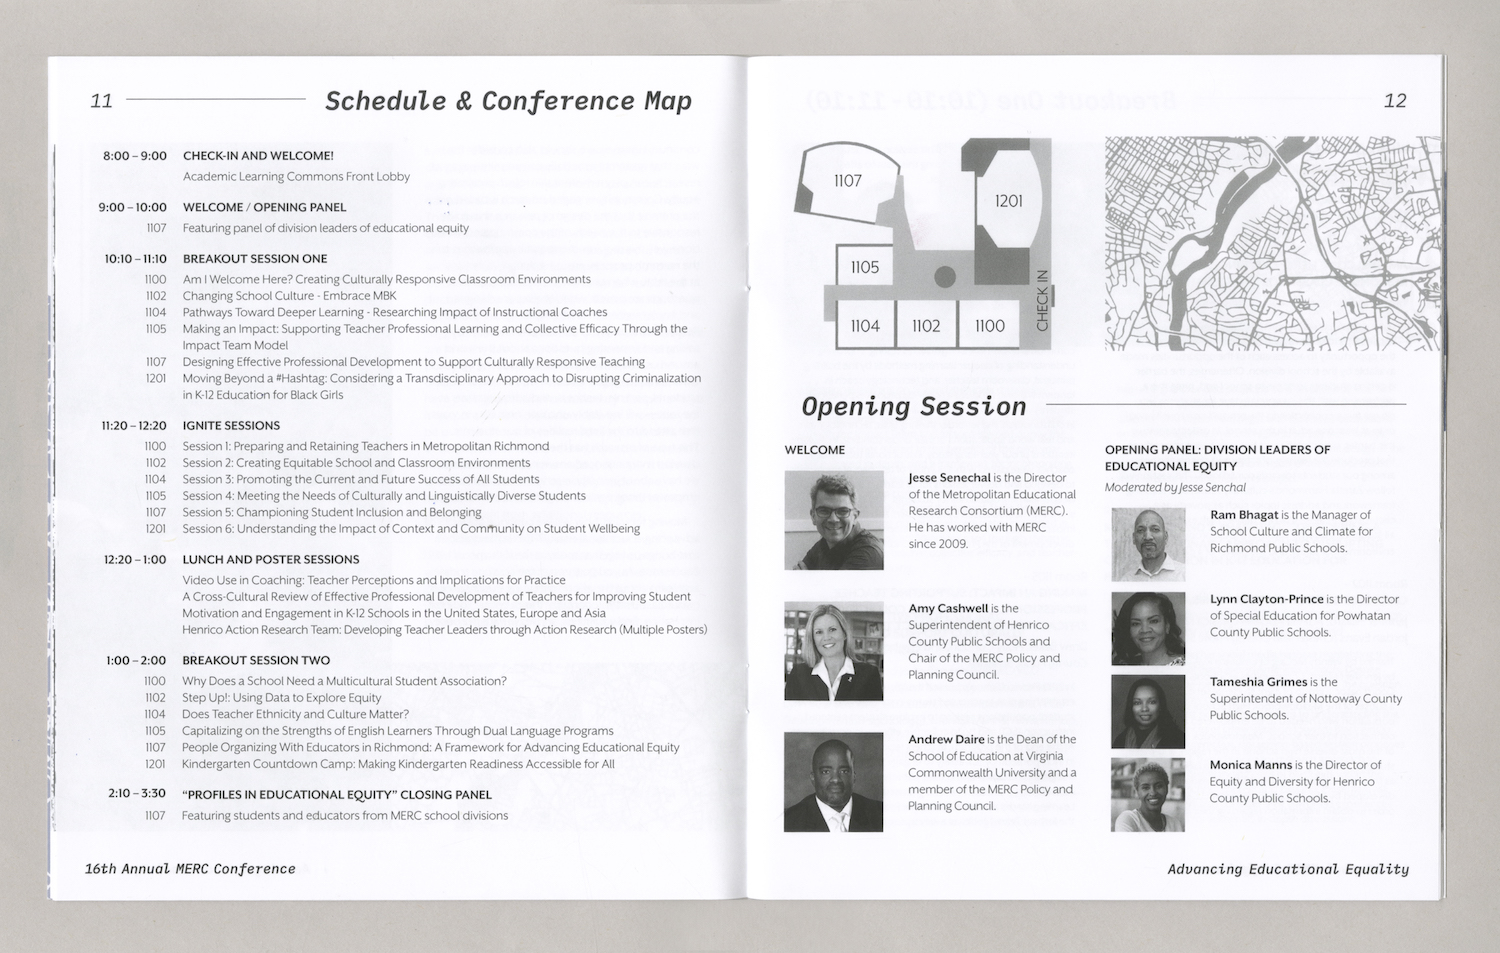 11
Schedule & Conference Map
8:00 – 9:00 CHECK-IN AND WELCOME!
Academic Learning Commons Front Lobby
9:00 – 10:00 WELCOME / OPENING PANEL
1107 Featuring panel of division leaders of educational equity
10:10 – 11:10 BREAKOUT SESSION ONE
1100 Am I Welcome Here? Creating Culturally Responsive Classroom Environments
1102 Changing School Culture - Embrace MBK
1104 Pathways Toward Deeper Learning - Researching Impact of Instructional Coaches
1105 Making an Impact: Supporting Teacher Professional Learning and Collective Efficacy Through the
Impact Team Model
1107 Designing Effective Professional Development to Support Culturally Responsive Teaching
1201 Moving Beyond a #Hashtag: Considering a Transdisciplinary Approach to Disrupting Criminalization
in K-12 Education for Black Girls
11:20 – 12:20 IGNITE SESSIONS
1100 Session 1: Preparing and Retaining Teachers in Metropolitan Richmond
1102 Session 2: Creating Equitable School and Classroom Environments
1104 Session 3: Promoting the Current and Future Success of All Students
1105 Session 4: Meeting the Needs of Culturally and Linguistically Diverse Students
1107 Session 5: Championing Student Inclusion and Belonging
1201 Session 6: Understanding the Impact of Context and Community on Student Wellbeing
12:20 – 1:00 LUNCH AND POSTER SESSIONS
Video Use in Coaching: Teacher Perceptions and Implications for Practice
A Cross-Cultural Review of Effective Professional Development of Teachers for Improving Student
Motivation and Engagement in K-12 Schools in the United States, Europe and Asia
Henrico Action Research Team: Developing Teacher Leaders through Action Research (Multiple Posters)
1:00 – 2:00 BREAKOUT SESSION TWO
1100 Why Does a School Need a Multicultural Student Association?
1102 Step Up!: Using Data to Explore Equity
1104 Does Teacher Ethnicity and Culture Matter?
1105 Capitalizing on the Strengths of English Learners Through Dual Language Programs
1107 People Organizing With Educators in Richmond: A Framework for Advancing Educational Equity
1201 Kindergarten Countdown Camp: Making Kindergarten Readiness Accessible for All
2:10 – 3:30 “PROFILES IN EDUCATIONAL EQUITY” CLOSING PANEL
1107 Featuring students and educators from MERC school divisions
16th Annual MERC Conference
12
1107
1201
1105
1104
1102
1100
CHECK IN
Opening Session
WELCOME
Jesse Senechal is the Director
of the Metropolitan Educational
Research Consortium (MERC).
He has worked with MERC
since 2009.
Amy Cashwell is the
Superintendent of Henrico
County Public Schools and
Chair of the MERC Policy and
Planning Council.
Andrew Daire is the Dean of the
School of Education at Virginia
Commonwealth University and a
member of the MERC Policy and
Planning Council.
OPENING PANEL: DIVISION LEADERS OF
EDUCATIONAL EQUITY
Moderated by Jesse Senchal
Ram Bhagat is the Manager of
School Culture and Climate for
Richmond Public Schools.
Lynn Clayton-Prince is the Director
of Special Education for Powhatan
County Public Schools.
Tameshia Grimes is the
Superintendent of Nottoway County
Public Schools.
Monica Manns is the Director of
Equity and Diversity for Henrico
County Public Schools.
Advancing Educational Equality